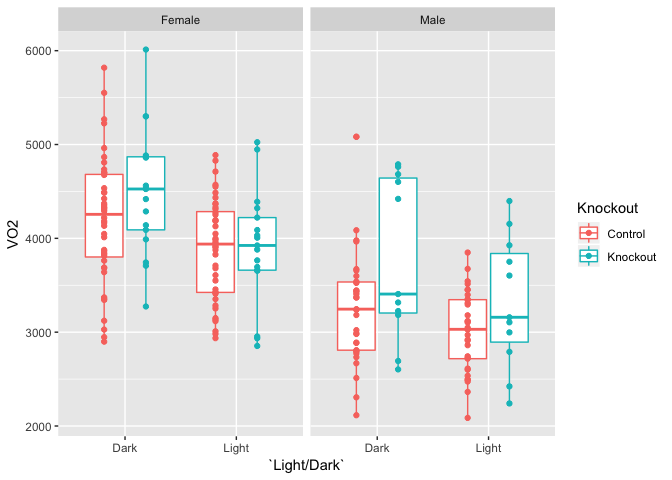 Female Male
6000
5000
4000
3000
2000
VO2
Dark Light Dark Light
`Light/Dark`
Knockout
Control
Knockout